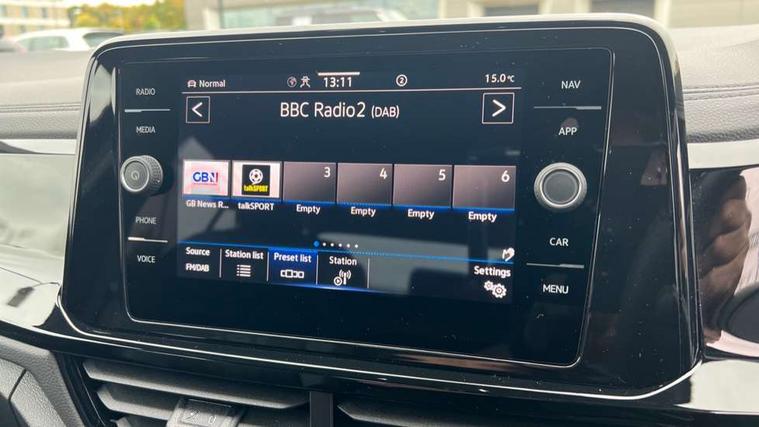 RADIO
MEDIA
PHONE
VOICE
Normal 13:11 2 15.0°C
< BBC Radio2 (DAB) >
GBN talkSPORT 3 4 5 6
GB News R... talkSPORT Empty Empty Empty Empty
Source Station list Preset list Station Settings
FM/DAB
NAV
APP
CAR
MENU